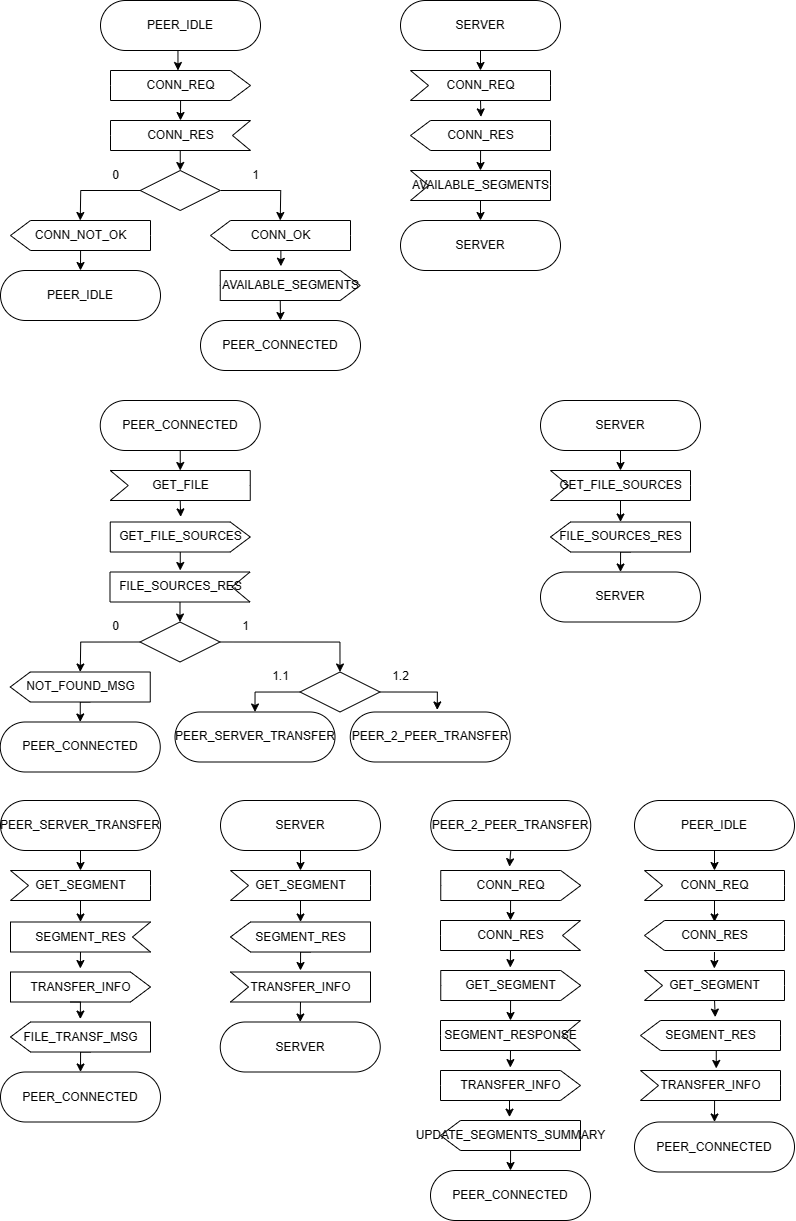 PEER_IDLE
CONN_REQ
CONN_RES
0
1
CONN_NOT_OK
CONN_OK
PEER_IDLE
AVAILABLE_SEGMENTS
PEER_CONNECTED
SERVER
CONN_REQ
CONN_RES
AVAILABLE_SEGMENTS
SERVER
PEER_CONNECTED
GET_FILE
GET_FILE_SOURCES
FILE_SOURCES_RES
0
1
NOT_FOUND_MSG
PEER_CONNECTED
1.1
1.2
PEER_SERVER_TRANSFER
PEER_2_PEER_TRANSFER
SERVER
GET_FILE_SOURCES
FILE_SOURCES_RES
SERVER
PEER_SERVER_TRANSFER
GET_SEGMENT
SEGMENT_RES
TRANSFER_INFO
FILE_TRANSF_MSG
PEER_CONNECTED
SERVER
GET_SEGMENT
SEGMENT_RES
TRANSFER_INFO
SERVER
PEER_2_PEER_TRANSFER
CONN_REQ
CONN_RES
GET_SEGMENT
SEGMENT_RESPONSE
TRANSFER_INFO
UPDATE_SEGMENTS_SUMMARY
PEER_CONNECTED
PEER_IDLE
CONN_REQ
CONN_RES
GET_SEGMENT
SEGMENT_RES
TRANSFER_INFO
PEER_CONNECTED